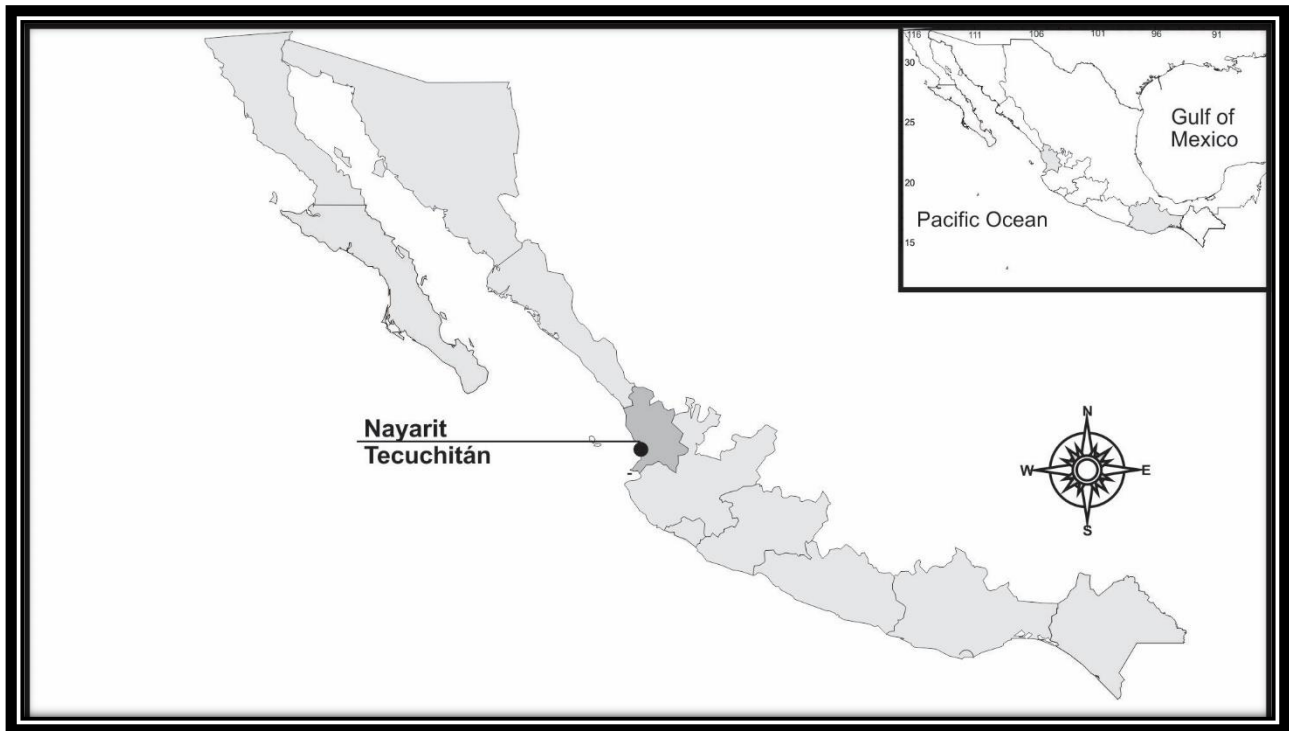 Nayarit
Tecuchitán
116 111 106 101 96 91
30
25
20
15
Gulf of
Mexico
Pacific Ocean
N
W E
S